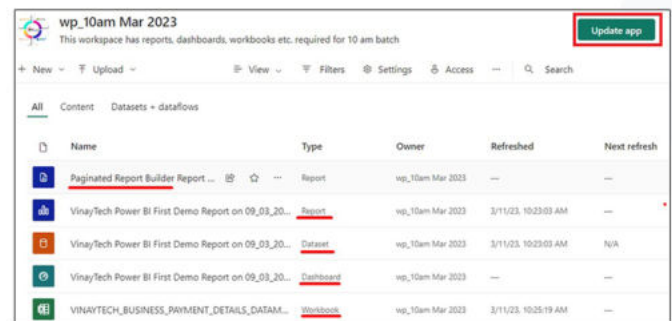 wp_10am Mar 2023
This workspace has reports, dashboards, workbooks etc. required for 10 am batch
Update app
+ New Upload View Filters Settings Access ... Search
All Content Datasets + dataflows
Name Type Owner Refreshed Next refresh
Paginated Report Builder Report ... ... Report wp_10am Mar 2023 — —
VinayTech Power BI First Demo Report on 09_03_20... Report wp_10am Mar 2023 3/11/23, 10:23:03 AM —
VinayTech Power BI First Demo Report on 09_03_20... Dataset wp_10am Mar 2023 3/11/23, 10:23:03 AM N/A
VinayTech Power BI First Demo Report on 09_03_20... Dashboard wp_10am Mar 2023 — —
VINAYTECH_BUSINESS_PAYMENT_DETAILS_DATAM... Workbook wp_10am Mar 2023 3/11/23, 10:25:19 AM —